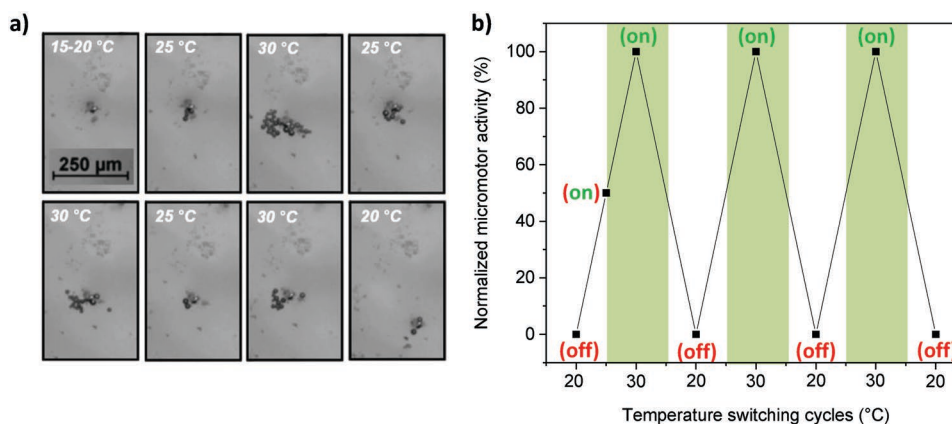 a)
15-20 °C
25 °C
30 °C
25 °C
250 µm
30 °C
25 °C
30 °C
20 °C
b)
Normalized micromotor activity (%)
100
80
60
40
20
0
(on)
(on)
(on)
(on)
(off)
(off)
(off)
(off)
20
30
20
30
20
30
20
Temperature switching cycles (°C)